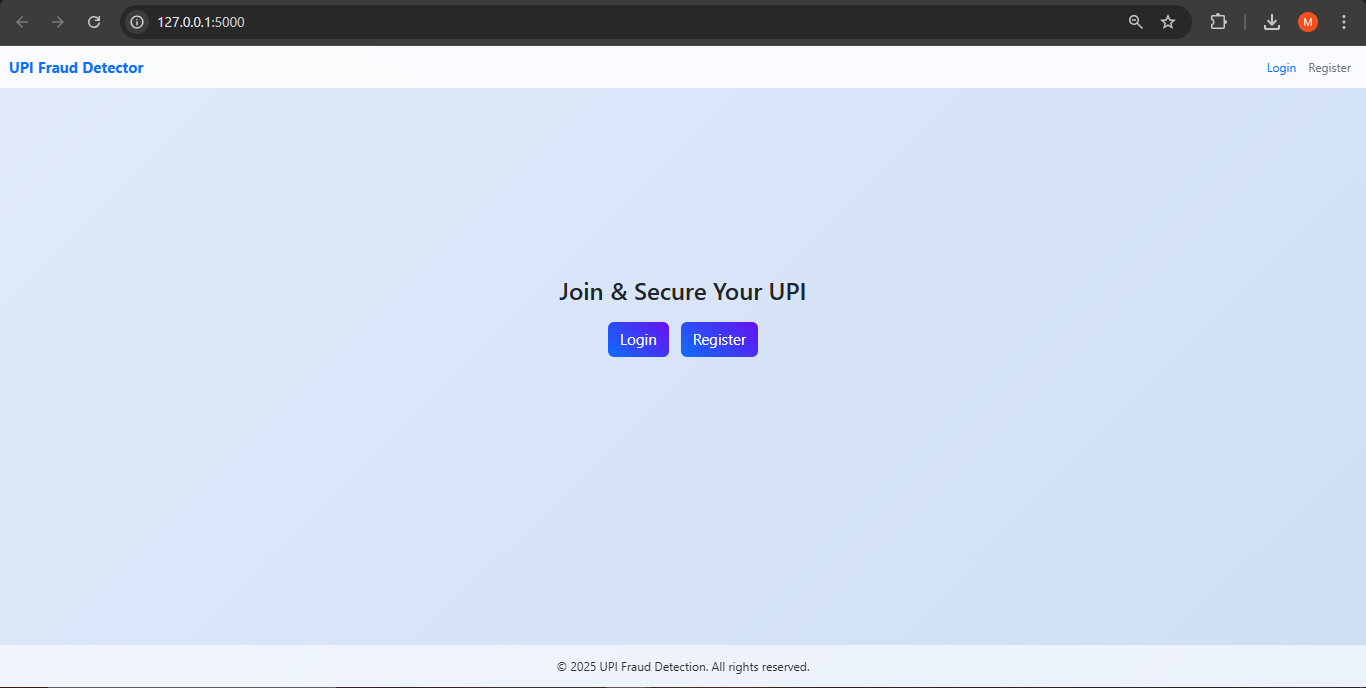 127.0.0.1:5000
M
UPI Fraud Detector
Login Register
Join & Secure Your UPI
Login Register
© 2025 UPI Fraud Detection. All rights reserved.